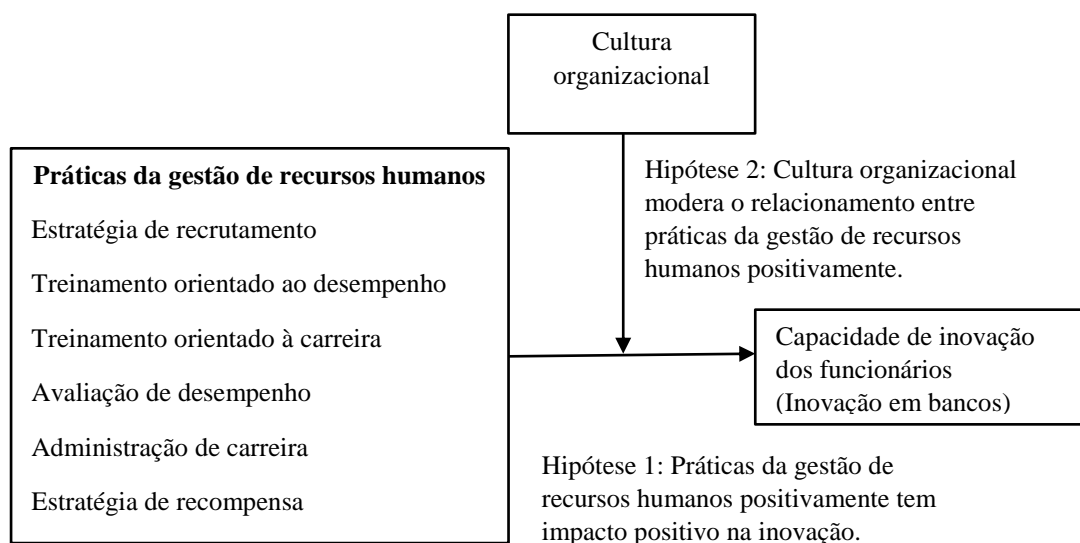 Cultura
organizacional
Práticas da gestão de recursos humanos
Estratégia de recrutamento
Treinamento orientado ao desempenho
Treinamento orientado à carreira
Avaliação de desempenho
Administração de carreira
Estratégia de recompensa
Hipótese 2: Cultura organizacional
modera o relacionamento entre
práticas da gestão de recursos
humanos positivamente.
Capacidade de inovação
dos funcionários
(Inovação em bancos)
Hipótese 1: Práticas da gestão de
recursos humanos positivamente tem
impacto positivo na inovação.